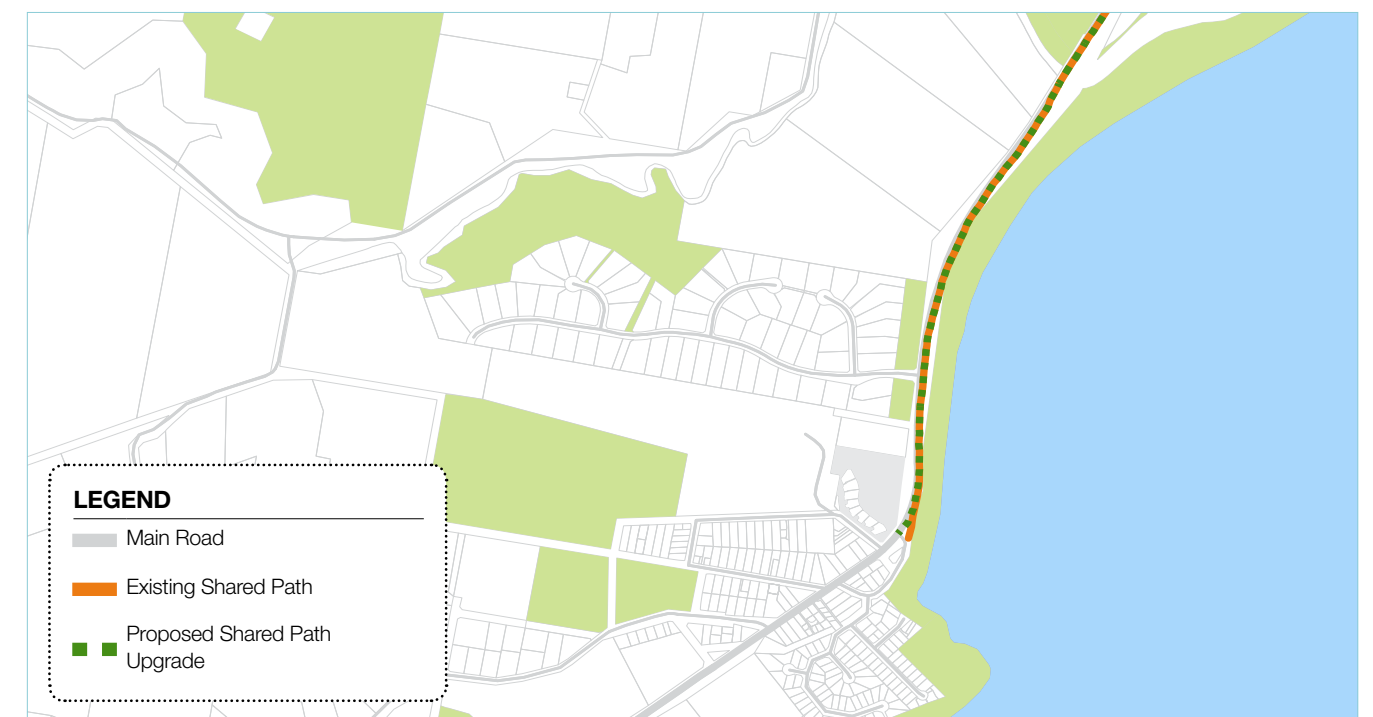 LEGEND
Main Road
Existing Shared Path
Proposed Shared Path
Upgrade